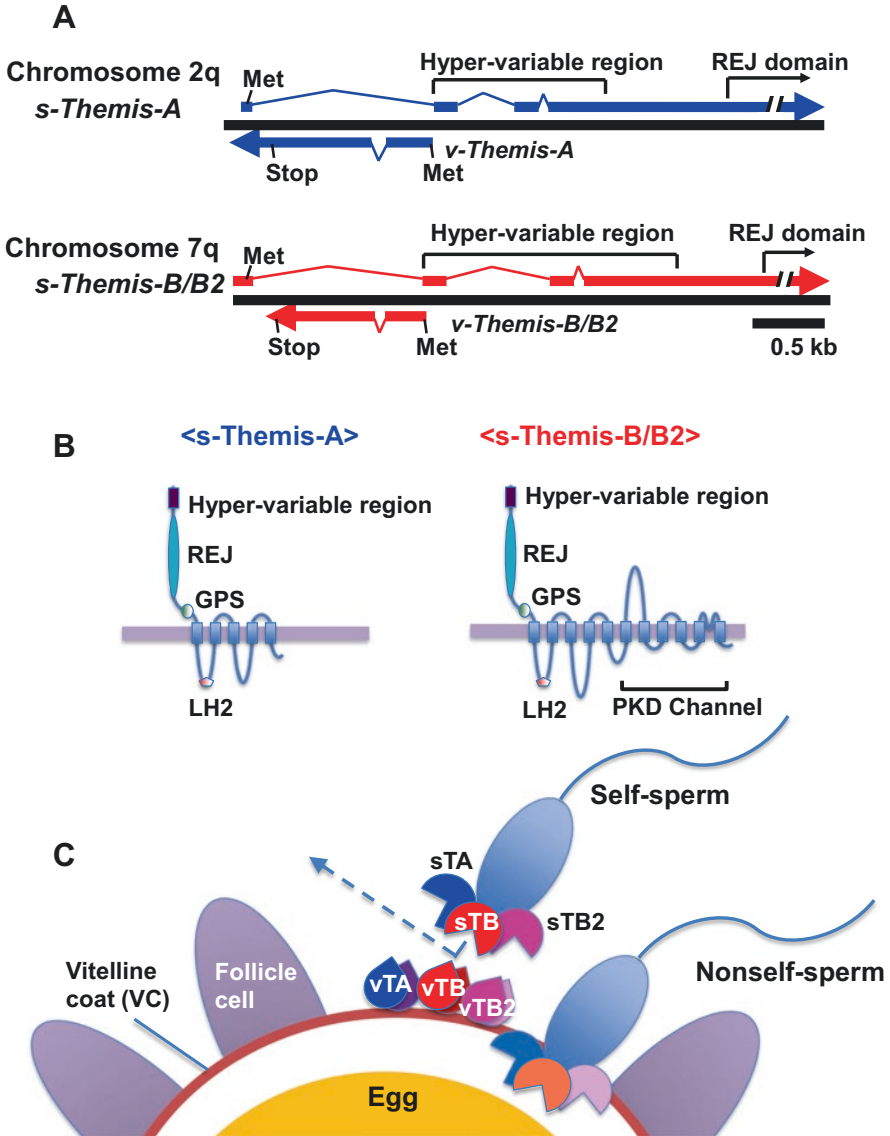 A
Chromosome 2q
s-Themis-A
Met
Hyper-variable region
REJ domain
v-Themis-A
Stop
Met
Chromosome 7q
s-Themis-B/B2
Met
Hyper-variable region
REJ domain
v-Themis-B/B2
Stop
Met
0.5 kb
B
<s-Themis-A>
<s-Themis-B/B2>
Hyper-variable region
REJ
GPS
LH2
Hyper-variable region
REJ
GPS
LH2
PKD Channel
C
Self-sperm
sTA
sTB
sTB2
Nonself-sperm
Vitelline
coat (VC)
Follicle
cell
vTA
vTB
vTB2
Egg